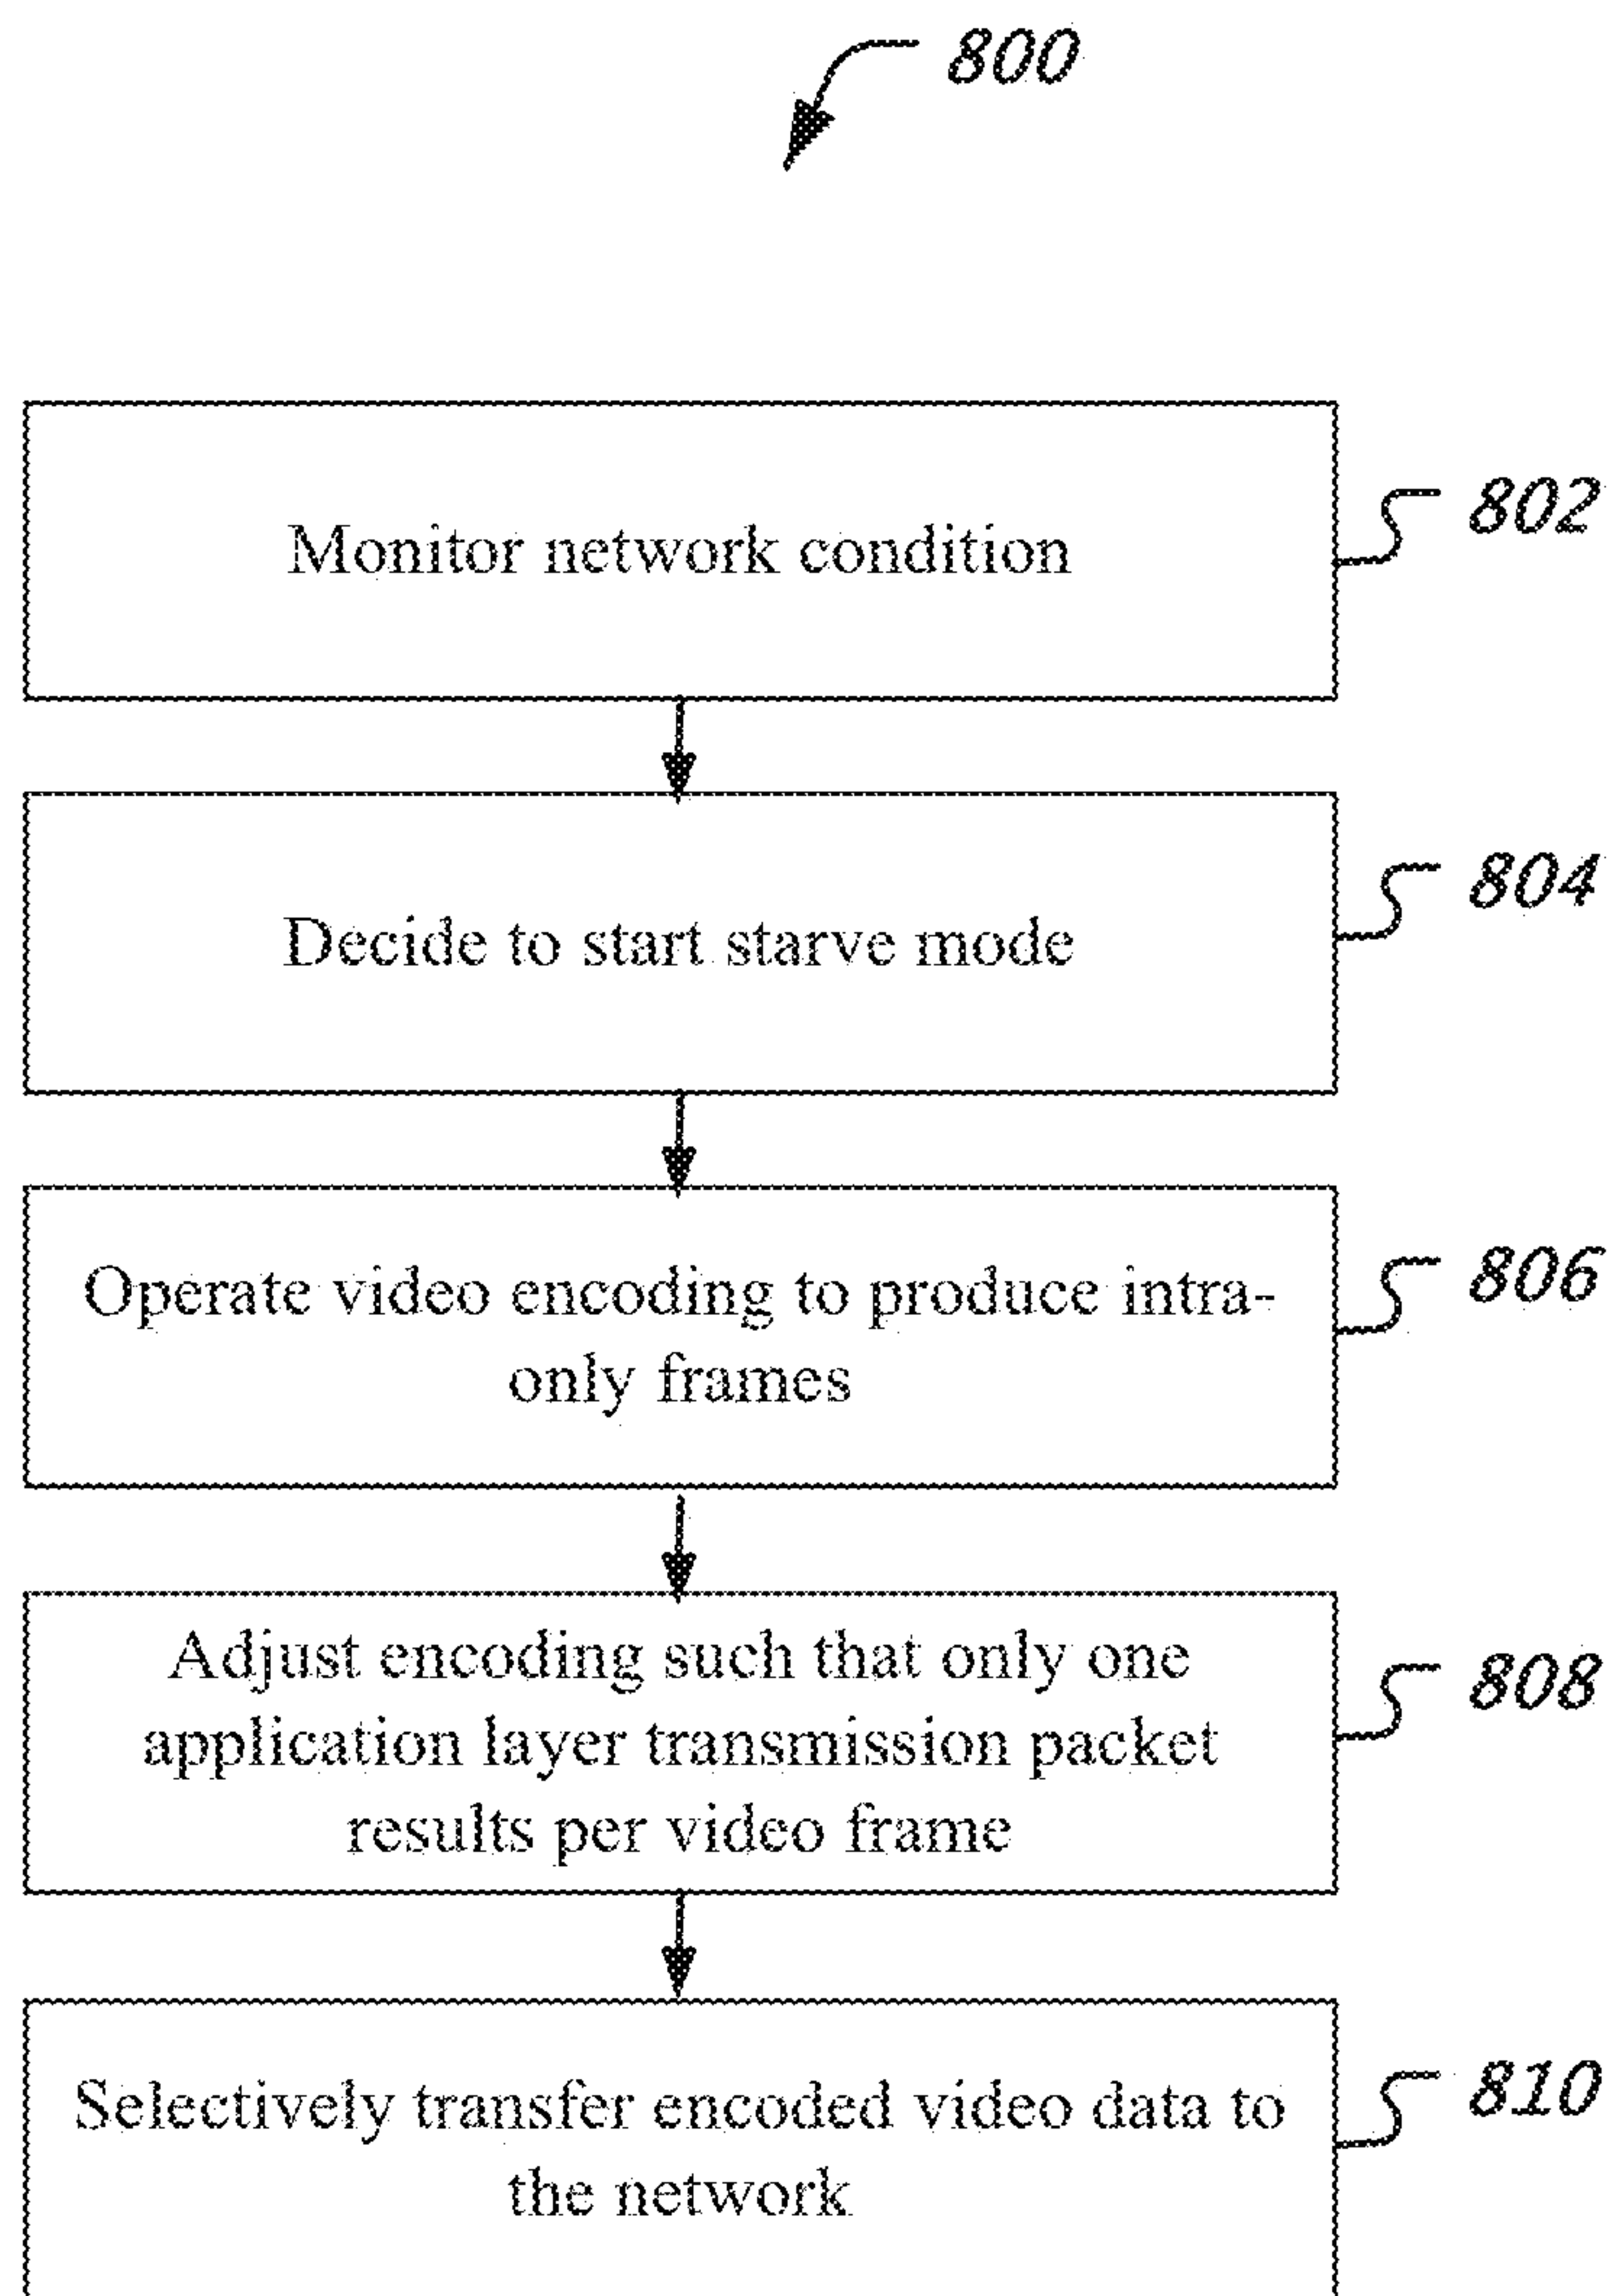 800
Monitor network condition
802
Decide to start starve mode
804
Operate video encoding to produce intra-
only frames
806
Adjust encoding such that only one
application layer transmission packet
results per video frame
808
Selectively transfer encoded video data to
the network
810